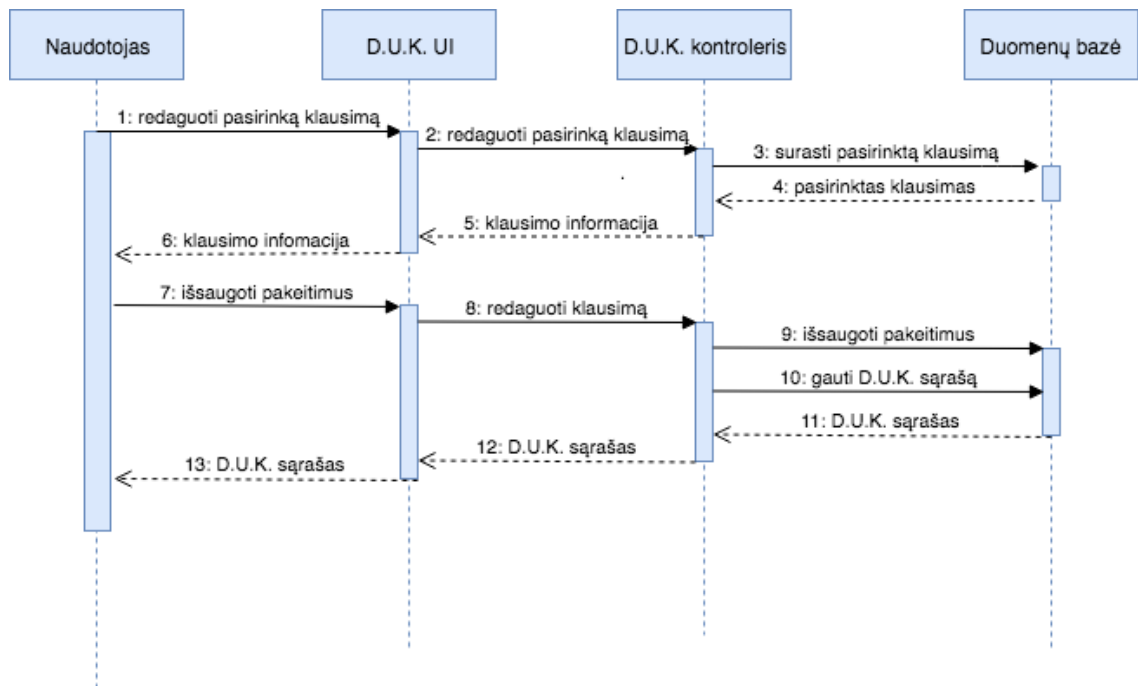 Naudotojas
D.U.K. UI
D.U.K. kontroleris
Duomenų bazė
1: redaguoti pasirinką klausimą
2: redaguoti pasirinką klausimą
3: surasti pasirinktą klausimą
4: pasirinktas klausimas
5: klausimo informacija
6: klausimo infomacija
7: išsaugoti pakeitimus
8: redaguoti klausimą
9: išsaugoti pakeitimus
10: gauti D.U.K. sąrašą
11: D.U.K. sąrašas
12: D.U.K. sąrašas
13: D.U.K. sąrašas